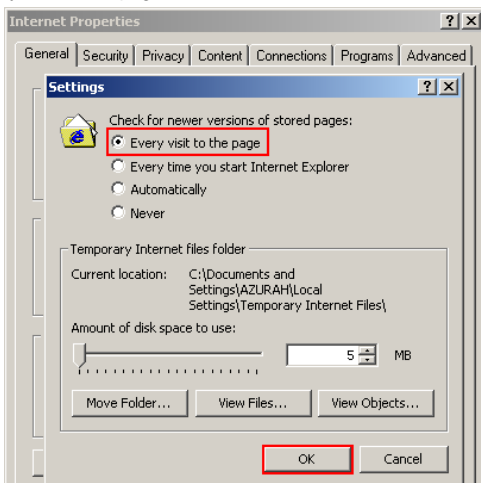 Internet Properties
General Security Privacy Content Connections Programs Advanced
Settings
Check for newer versions of stored pages:
Every visit to the page
Every time you start Internet Explorer
Automatically
Never
Temporary Internet files folder
Current location: C:\Documents and
Settings\AZURAH\Local
Settings\Temporary Internet Files\
Amount of disk space to use:
5 MB
Move Folder... View Files... View Objects...
OK Cancel